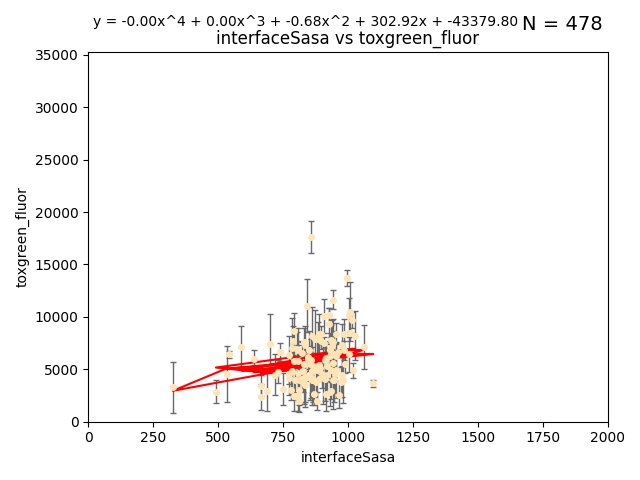 y = -0.00x^4 + 0.00x^3 + -0.68x^2 + 302.92x + -43379.80 N = 478
interfaceSasa vs toxgreen_fluor
35000
30000
25000
20000
15000
10000
5000
0
toxgreen_fluor
0 250 500 750 1000 1250 1500 1750 2000
interfaceSasa